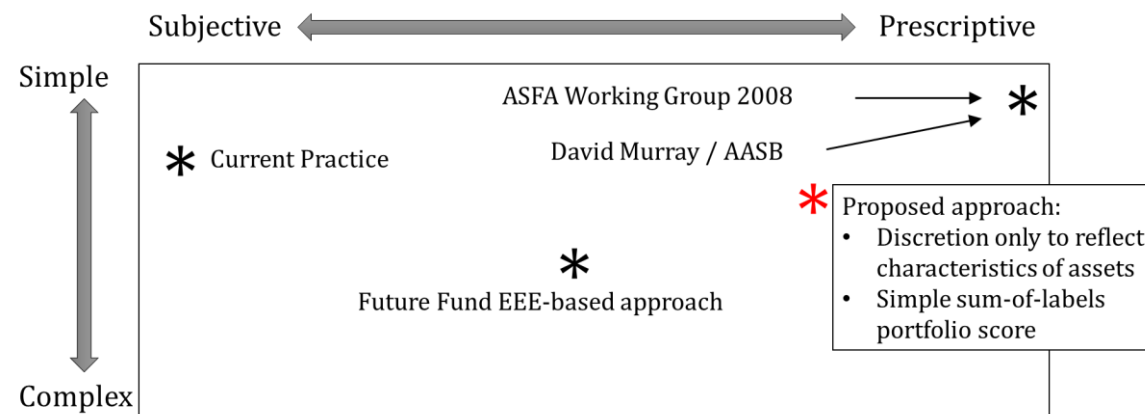 Subjective
Prescriptive
Simple
ASFA Working Group 2008
*
David Murray / AASB
* Current Practice
*
Proposed approach:
• Discretion only to reflect
characteristics of assets
• Simple sum-of-labels
portfolio score
*
Future Fund EEE-based approach
Complex